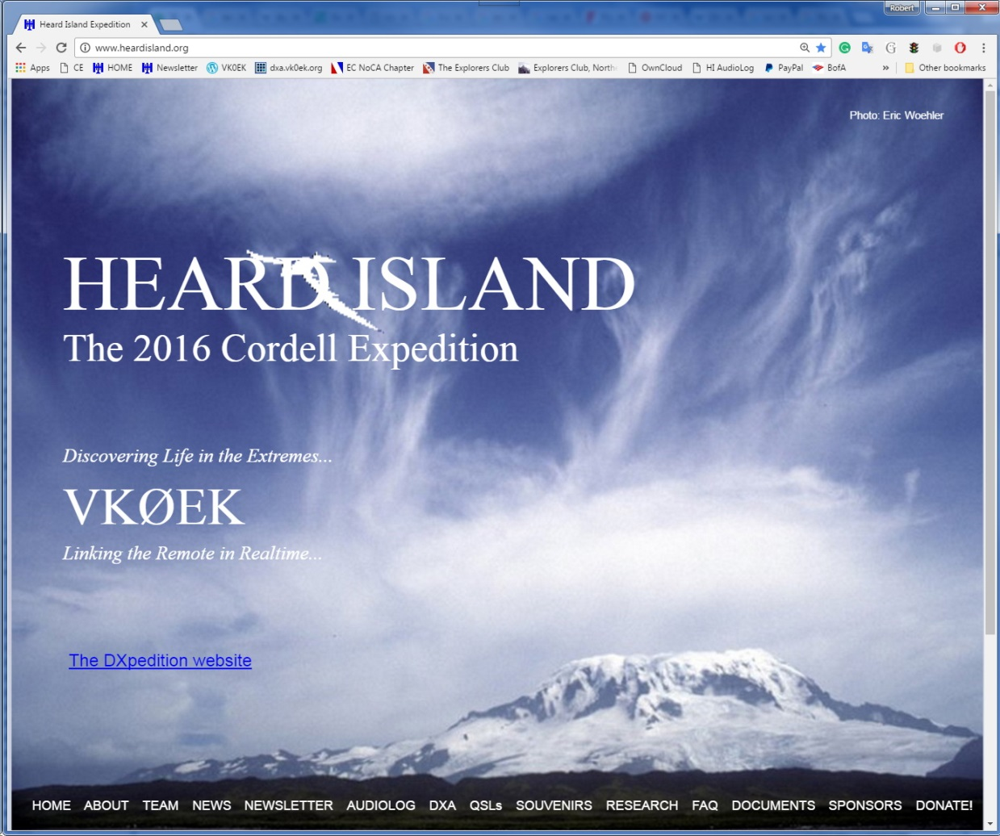 Robert
Heard Island Expedition
www.heardisland.org
Apps CE HOME Newsletter VK0EK dxa.vk0ek.org EC NoCA Chapter The Explorers Club Explorers Club, North OwnCloud HI AudioLog PayPal BofA » Other bookmarks
Photo: Eric Woehler
HEARD ISLAND
The 2016 Cordell Expedition
Discovering Life in the Extremes...
VKØEK
Linking the Remote in Realtime...
The DXpedition website
HOME ABOUT TEAM NEWS NEWSLETTER AUDIOLOG DXA QSLs SOUVENIRS RESEARCH FAQ DOCUMENTS SPONSORS DONATE!